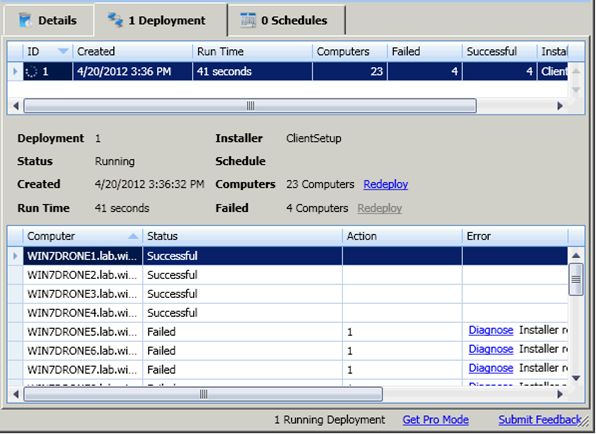 Details 1 Deployment 0 Schedules
ID Created Run Time Computers Failed Successful Instal
1 4/20/2012 3:36 PM 41 seconds 23 4 4 Client
Deployment 1 Installer ClientSetup
Status Running Schedule
Created 4/20/2012 3:36:32 PM Computers 23 Computers Redeploy
Run Time 41 seconds Failed 4 Computers Redeploy
Computer Status Action Error
WIN7DRONE1.lab.wi... Successful
WIN7DRONE2.lab.wi... Successful
WIN7DRONE3.lab.wi... Successful
WIN7DRONE4.lab.wi... Successful
WIN7DRONE5.lab.wi... Failed 1 Diagnose Installer r
WIN7DRONE6.lab.wi... Failed 1 Diagnose Installer r
WIN7DRONE7.lab.wi... Failed 1 Diagnose Installer r
1 Running Deployment Get Pro Mode Submit Feedback